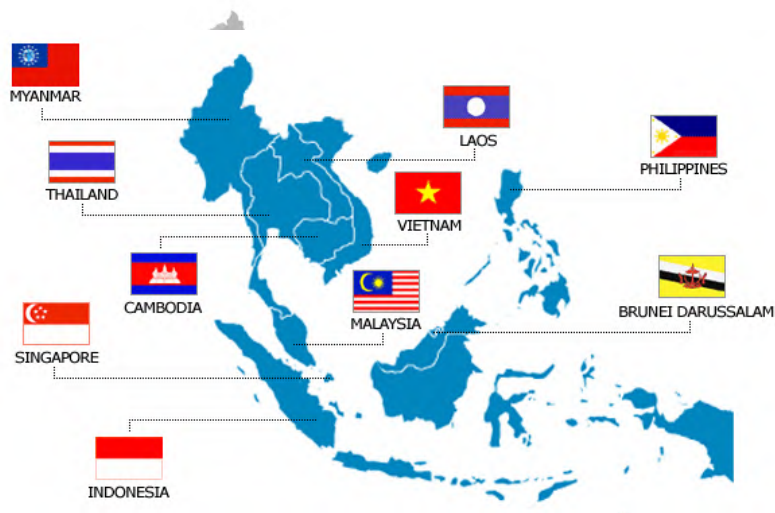 MYANMAR
LAOS
PHILIPPINES
THAILAND
VIETNAM
CAMBODIA
MALAYSIA
BRUNEI DARUSSALAM
SINGAPORE
INDONESIA